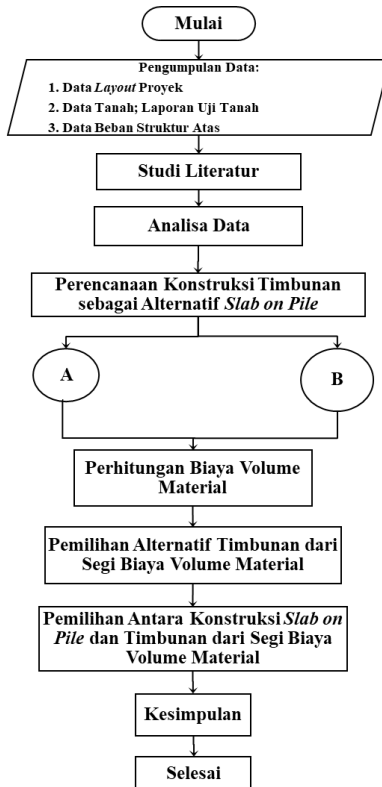 Mulai
Pengumpulan Data:
1. Data Layout Proyek
2. Data Tanah; Laporan Uji Tanah
3. Data Beban Struktur Atas
Studi Literatur
Analisa Data
Perencanaan Konstruksi Timbunan
sebagai Alternatif Slab on Pile
A
B
Perhitungan Biaya Volume
Material
Pemilihan Alternatif Timbunan dari
Segi Biaya Volume Material
Pemilihan Antara Konstruksi Slab on
Pile dan Timbunan dari Segi Biaya
Volume Material
Kesimpulan
Selesai